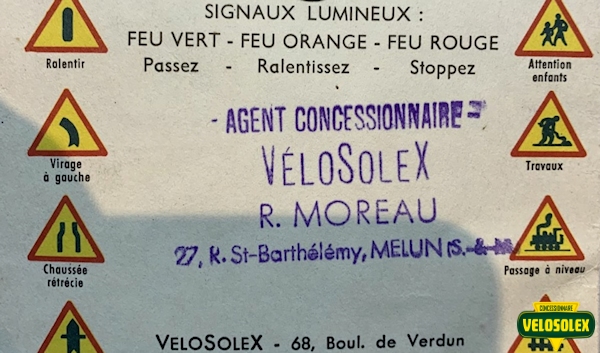 SIGNAUX LUMINEUX :
FEU VERT - FEU ORANGE - FEU ROUGE
Passez - Ralentissez - Stoppez
Ralentir
Attention
enfants
- AGENT CONCESSIONNAIRE -
VÉLOSOLEX
R. MOREAU
27, R. St-Barthélémy, MELUN (S.-&-M
Virage
à gauche
Travaux
Chaussée
rétrécie
Passage à niveau
VELOSOLEX - 68, Boul. de Verdun
CONCESSIONNAIRE
VELOSOLEX